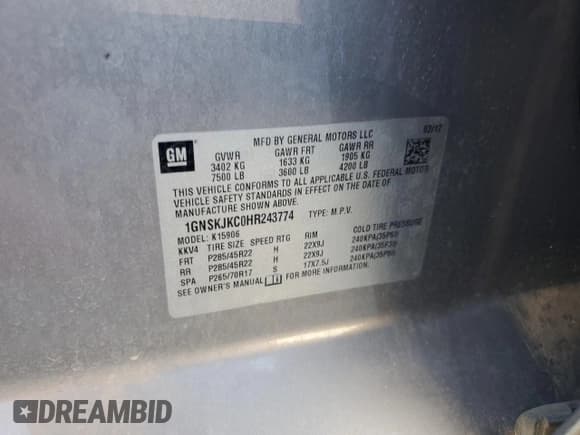 GM
MFD BY GENERAL MOTORS LLC 02/17
GVWR GAWR FRT GAWR RR
3402 KG 1633 KG 1905 KG
7500 LB 3600 LB 4200 LB
THIS VEHICLE CONFORMS TO ALL APPLICABLE U.S. FEDERAL MOTOR
VEHICLE SAFETY STANDARDS IN EFFECT ON THE DATE OF
MANUFACTURE SHOWN ABOVE.
1GNSKJKC0HR243774 TYPE: M.P.V.
MODEL: K15906
KKV4 TIRE SIZE SPEED RTG RIM COLD TIRE PRESSURE
FRT P285/45R22 H 22X9J 240KPA(35PSI)
RR P285/45R22 H 22X9J 240KPA(35PSI)
SPA P265/70R17 S 17X7.5J 240KPA(35PSI)
SEE OWNER'S MANUAL FOR MORE INFORMATION
DREAMBID